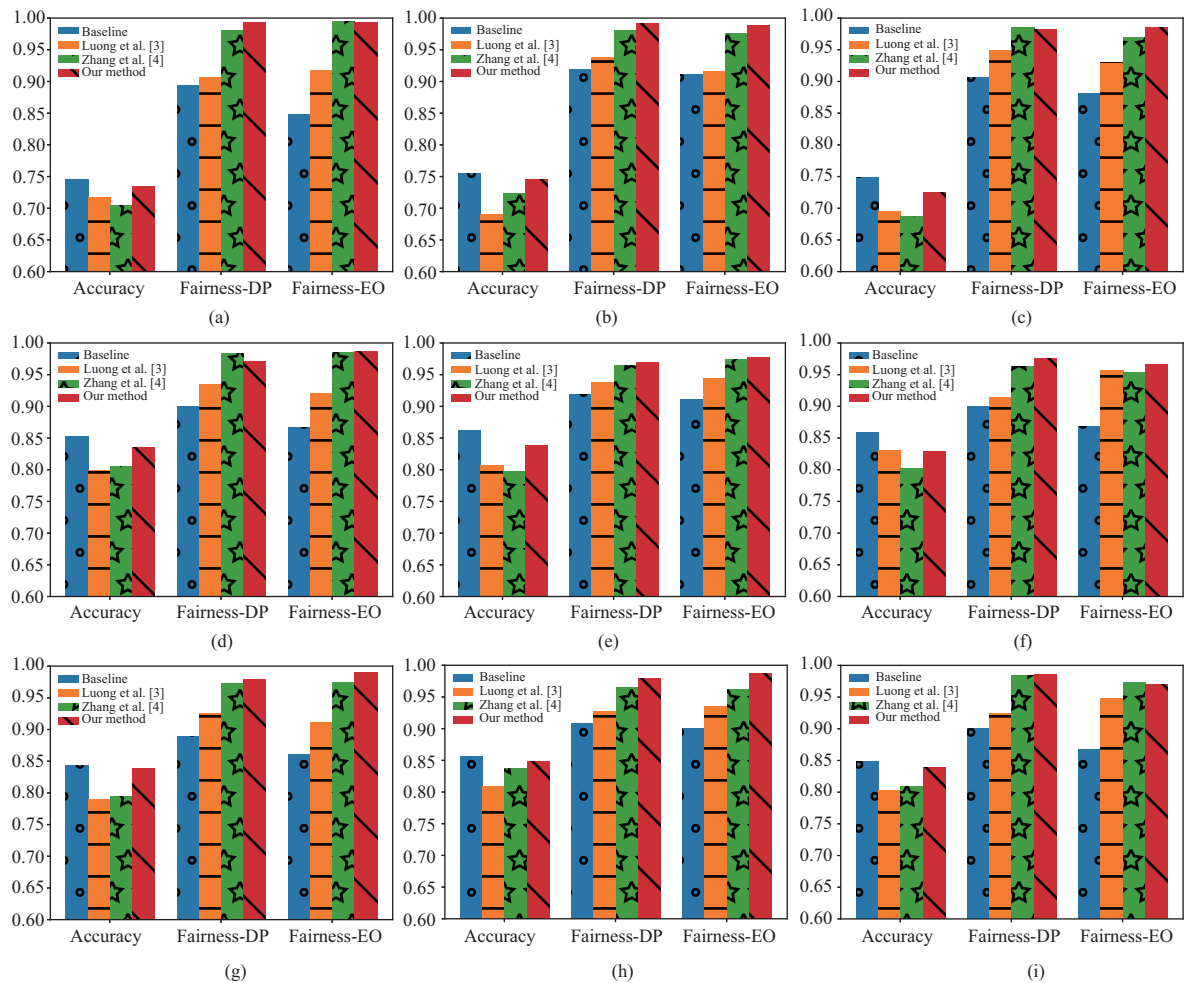 1.00
0.95
0.90
0.85
0.80
0.75
0.70
0.65
0.60
Baseline
Luong et al. [3]
Zhang et al. [4]
Our method
Accuracy Fairness-DP Fairness-EO
(a)
1.00
0.95
0.90
0.85
0.80
0.75
0.70
0.65
0.60
Baseline
Luong et al. [3]
Zhang et al. [4]
Our method
Accuracy Fairness-DP Fairness-EO
(b)
1.00
0.95
0.90
0.85
0.80
0.75
0.70
0.65
0.60
Baseline
Luong et al. [3]
Zhang et al. [4]
Our method
Accuracy Fairness-DP Fairness-EO
(c)
1.00
0.95
0.90
0.85
0.80
0.75
0.70
0.65
0.60
Baseline
Luong et al. [3]
Zhang et al. [4]
Our method
Accuracy Fairness-DP Fairness-EO
(d)
1.00
0.95
0.90
0.85
0.80
0.75
0.70
0.65
0.60
Baseline
Luong et al. [3]
Zhang et al. [4]
Our method
Accuracy Fairness-DP Fairness-EO
(e)
1.00
0.95
0.90
0.85
0.80
0.75
0.70
0.65
0.60
Baseline
Luong et al. [3]
Zhang et al. [4]
Our method
Accuracy Fairness-DP Fairness-EO
(f)
1.00
0.95
0.90
0.85
0.80
0.75
0.70
0.65
0.60
Baseline
Luong et al. [3]
Zhang et al. [4]
Our method
Accuracy Fairness-DP Fairness-EO
(g)
1.00
0.95
0.90
0.85
0.80
0.75
0.70
0.65
0.60
Baseline
Luong et al. [3]
Zhang et al. [4]
Our method
Accuracy Fairness-DP Fairness-EO
(h)
1.00
0.95
0.90
0.85
0.80
0.75
0.70
0.65
0.60
Baseline
Luong et al. [3]
Zhang et al. [4]
Our method
Accuracy Fairness-DP Fairness-EO
(i)